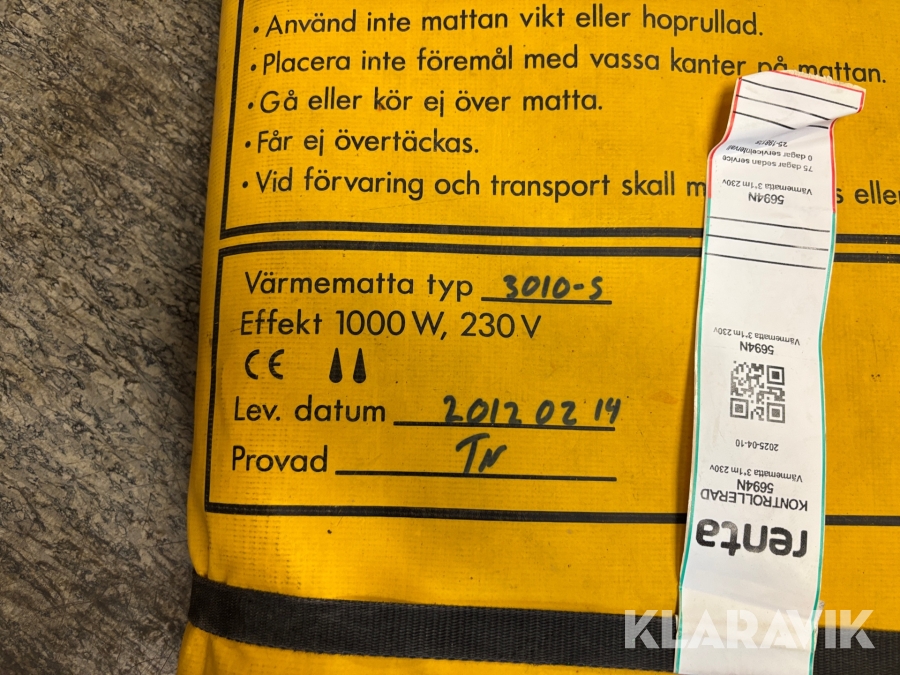 • Använd inte mattan vikt eller hoprullad.
• Placera inte föremål med vassa kanter på mattan.
• Gå eller kör ej över matta.
• Får ej övertäckas.
• Vid förvaring och transport skall
Värmematta typ 3010-S
Effekt 1000 W, 230 V
CE
Lev. datum 2012 02 14
Provad TN
renta
KONTROLLERAD
5694N
Värmematta 3*1m 230v
2025-04-10
5694N
Värmematta 3*1m 230v
5694N
Värmematta 3*1m 230v
75 dagar sedan service
0 dagar serviceintervall
KLARAVIK